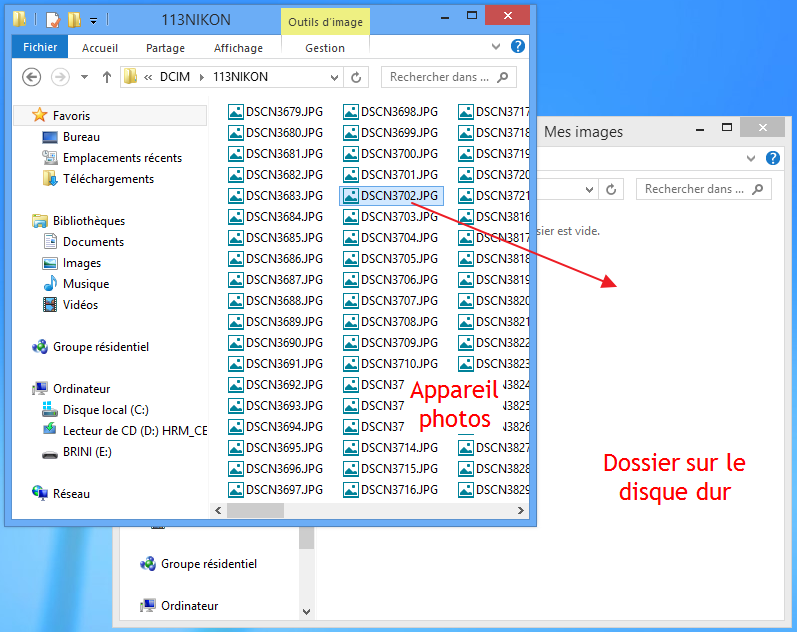 113NIKON
Outils d'image
Fichier
Accueil
Partage
Affichage
Gestion
« DCIM 113NIKON
Rechercher dans ...
Favoris
Bureau
Emplacements récents
Téléchargements
Bibliothèques
Documents
Images
Musique
Vidéos
Groupe résidentiel
Ordinateur
Disque local (C:)
Lecteur de CD (D:) HRM_CE
BRINI (E:)
Réseau
DSCN3679.JPG
DSCN3680.JPG
DSCN3681.JPG
DSCN3682.JPG
DSCN3683.JPG
DSCN3684.JPG
DSCN3685.JPG
DSCN3686.JPG
DSCN3687.JPG
DSCN3688.JPG
DSCN3689.JPG
DSCN3690.JPG
DSCN3691.JPG
DSCN3692.JPG
DSCN3693.JPG
DSCN3694.JPG
DSCN3695.JPG
DSCN3696.JPG
DSCN3697.JPG
DSCN3698.JPG
DSCN3699.JPG
DSCN3700.JPG
DSCN3701.JPG
DSCN3702.JPG
DSCN3703.JPG
DSCN3704.JPG
DSCN3705.JPG
DSCN3706.JPG
DSCN3707.JPG
DSCN3708.JPG
DSCN3709.JPG
DSCN3710.JPG
DSCN37
DSCN37
DSCN37
DSCN3714.JPG
DSCN3715.JPG
DSCN3716.JPG
DSCN3717
DSCN3718
DSCN3719
DSCN3720
DSCN3721
DSCN3816
DSCN3817
DSCN3818
DSCN3819
DSCN3820
DSCN3821
DSCN3822
DSCN3823
3824
3825
3826
DSCN3827
DSCN3828
DSCN3829
Appareil
photos
Mes images
Rechercher dans ...
sier est vide.
Dossier sur le
disque dur
Groupe résidentiel
Ordinateur